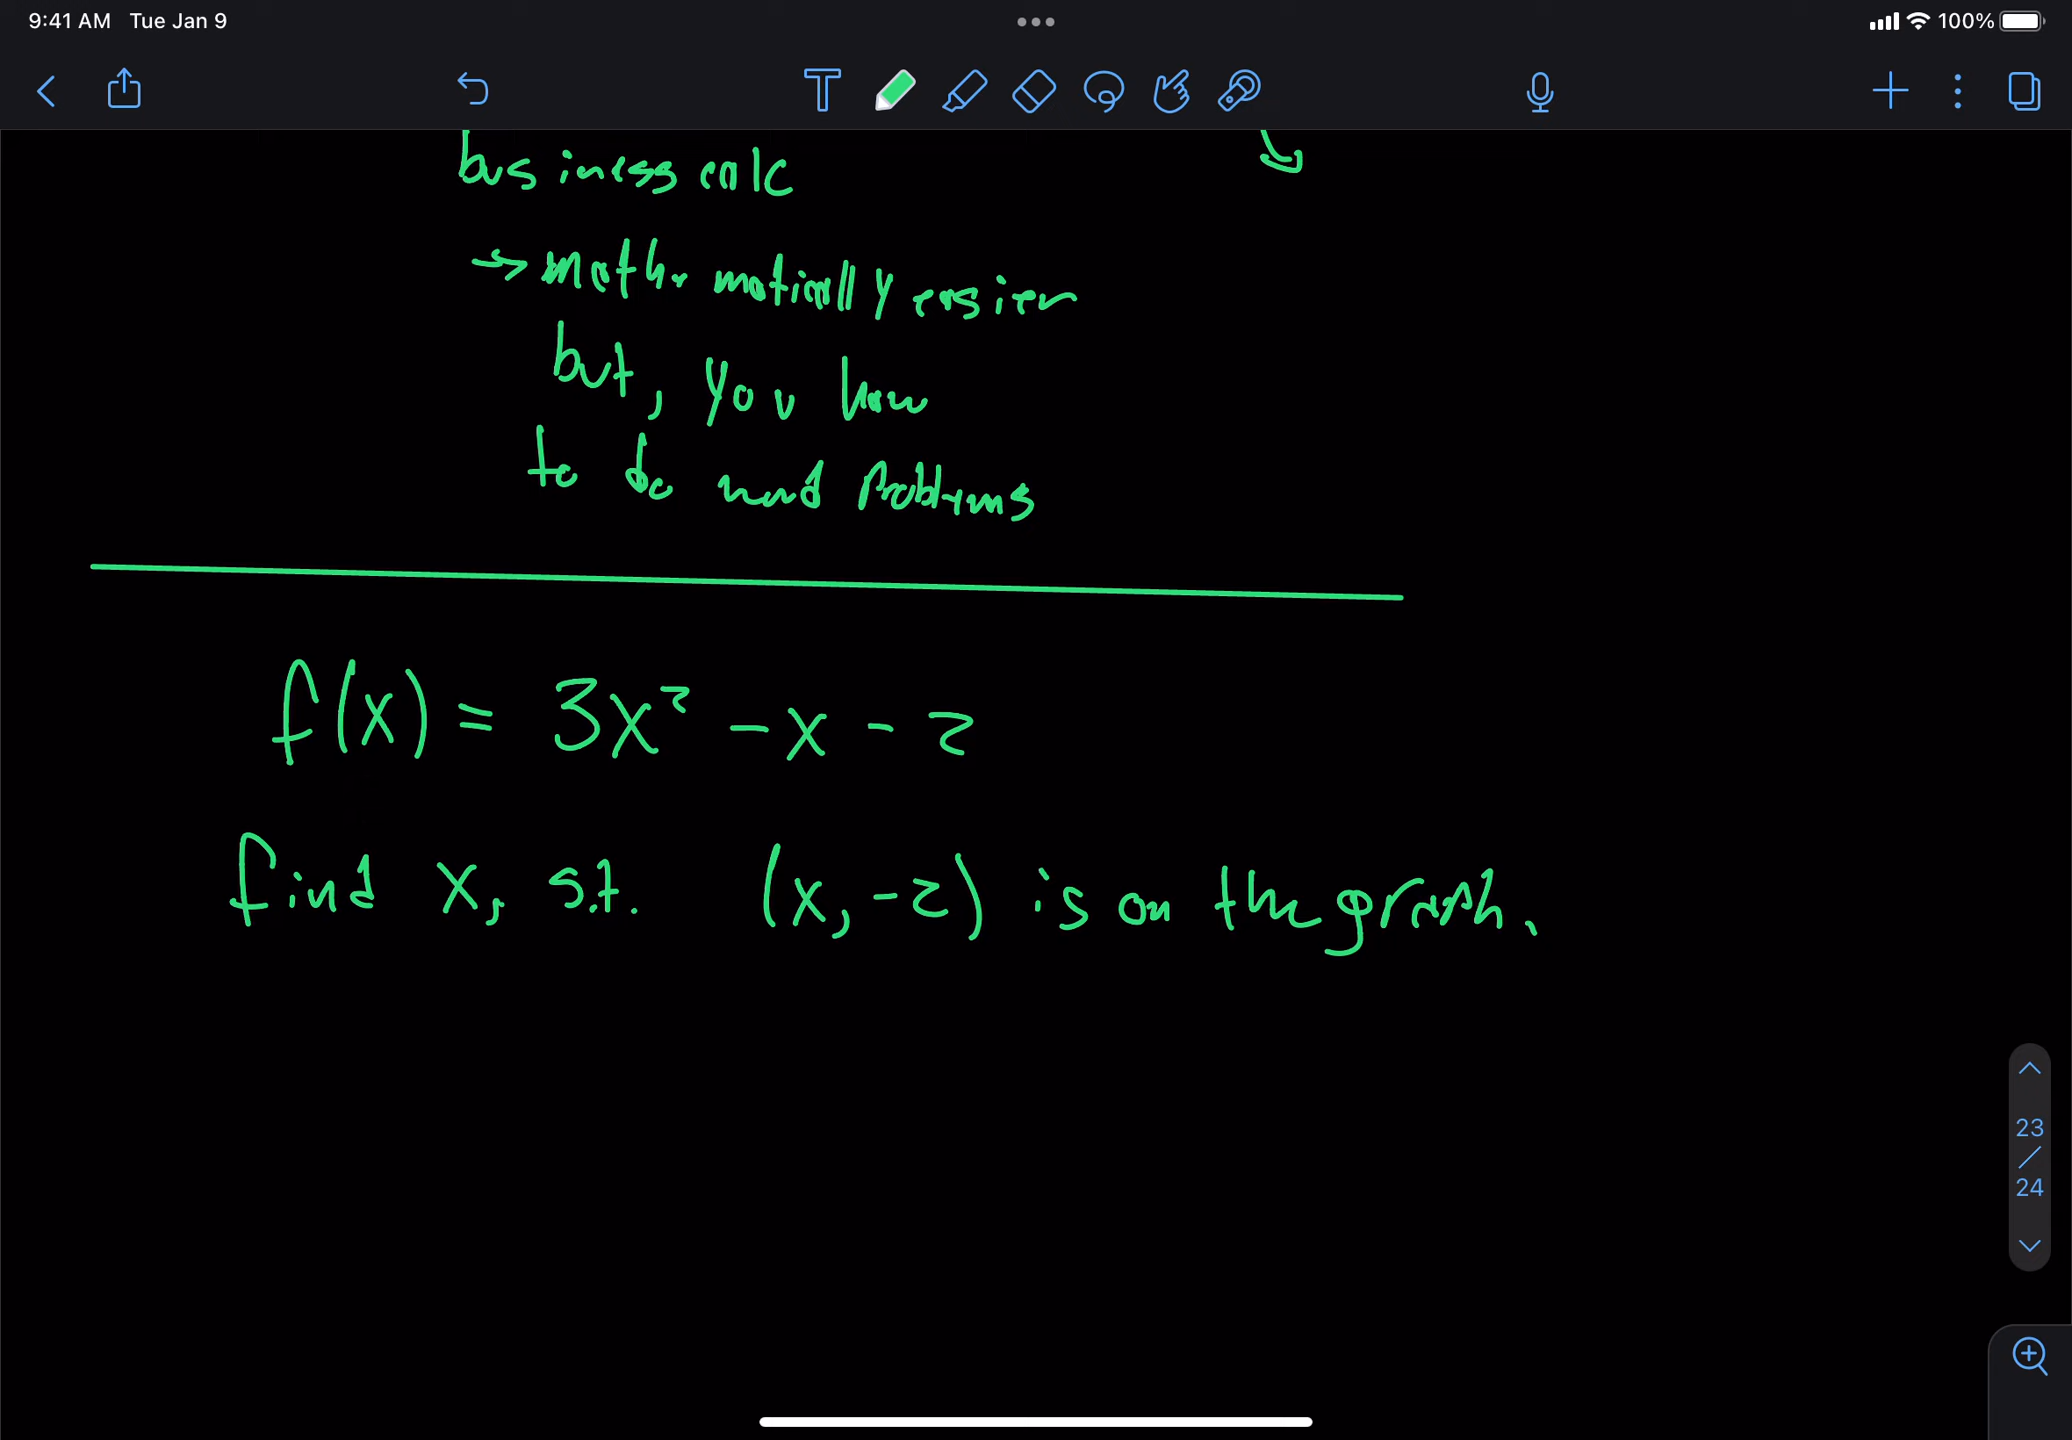 9:41 AM Tue Jan 9
100%
business calc
→ mathematically easier
but, you have
to do word problems
f(x) = 3x² - x - 2
find x, s.t. (x, -2) is on the graph.
23
/
24